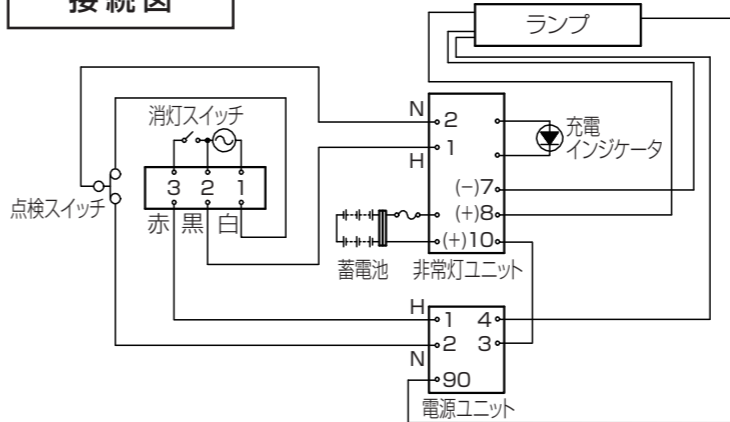 接続図
ランプ
消灯スイッチ
3 2 1
赤 黒 白
点検スイッチ
N
2
1
H
充電
インジケータ
(−)7
(+)8
(+)10
蓄電池
非常灯ユニット
H
1 4
2 3
N
90
電源ユニット